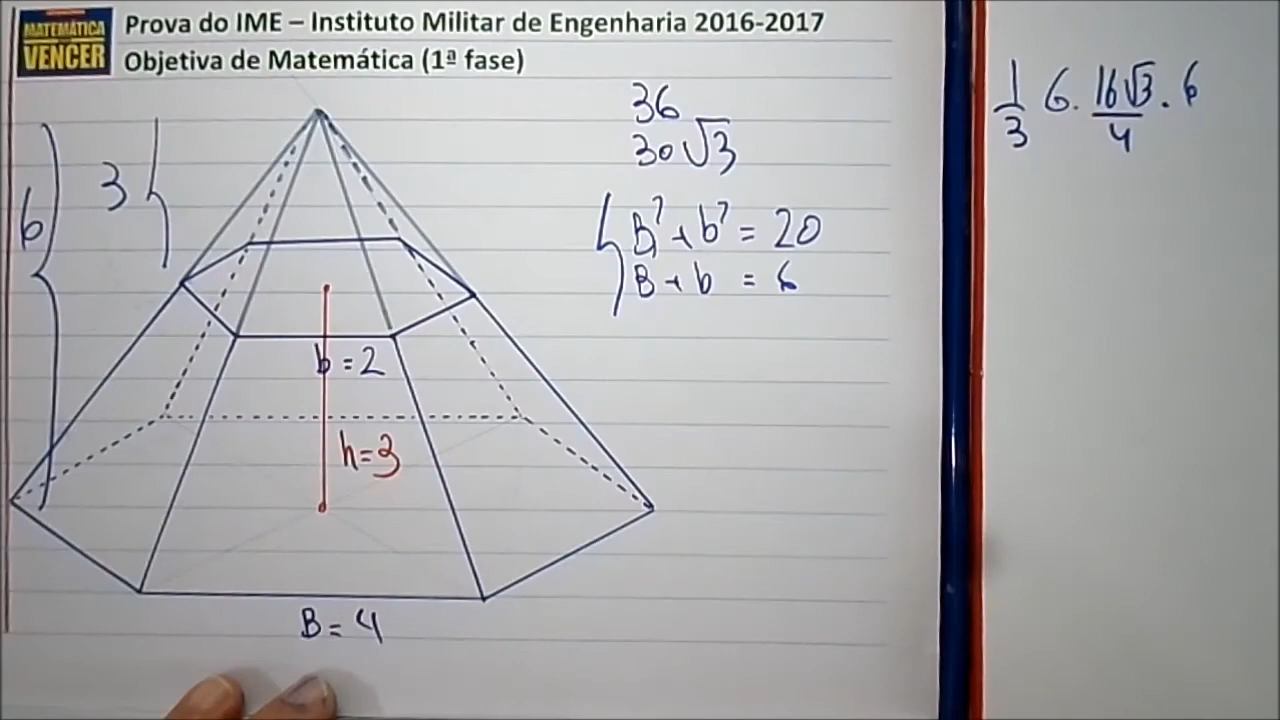 MATEMÁTICA
VENCER
Prova do IME – Instituto Militar de Engenharia 2016-2017
Objetiva de Matemática (1ª fase)
36
30√3
B² + b² = 20
B + b = 6
6
3
b = 2
h=3
B = 4
1/3 6. 16√3/4 . 6